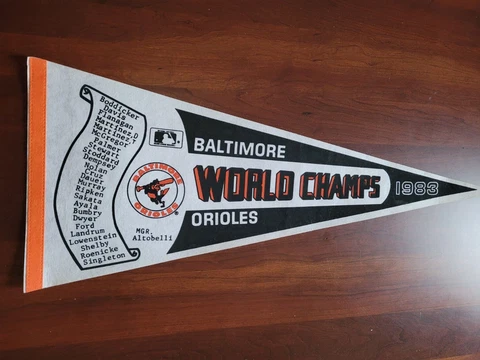 Boddicker
Davis
Flanagan
Martinez,D
Martinez,T
McGregor
Palmer
Stewart
Stoddard
Dempsey
Nolan
Cruz
Dauer
Murray
Ripken
Sakata
Ayala
Bumbry
Dwyer
Ford
Landrum
Lowenstein
Shelby
Roenicke
Singleton
BALTIMORE
ORIOLES
®
MGR.
Altobelli
BALTIMORE
WORLD CHAMPS
1983
ORIOLES